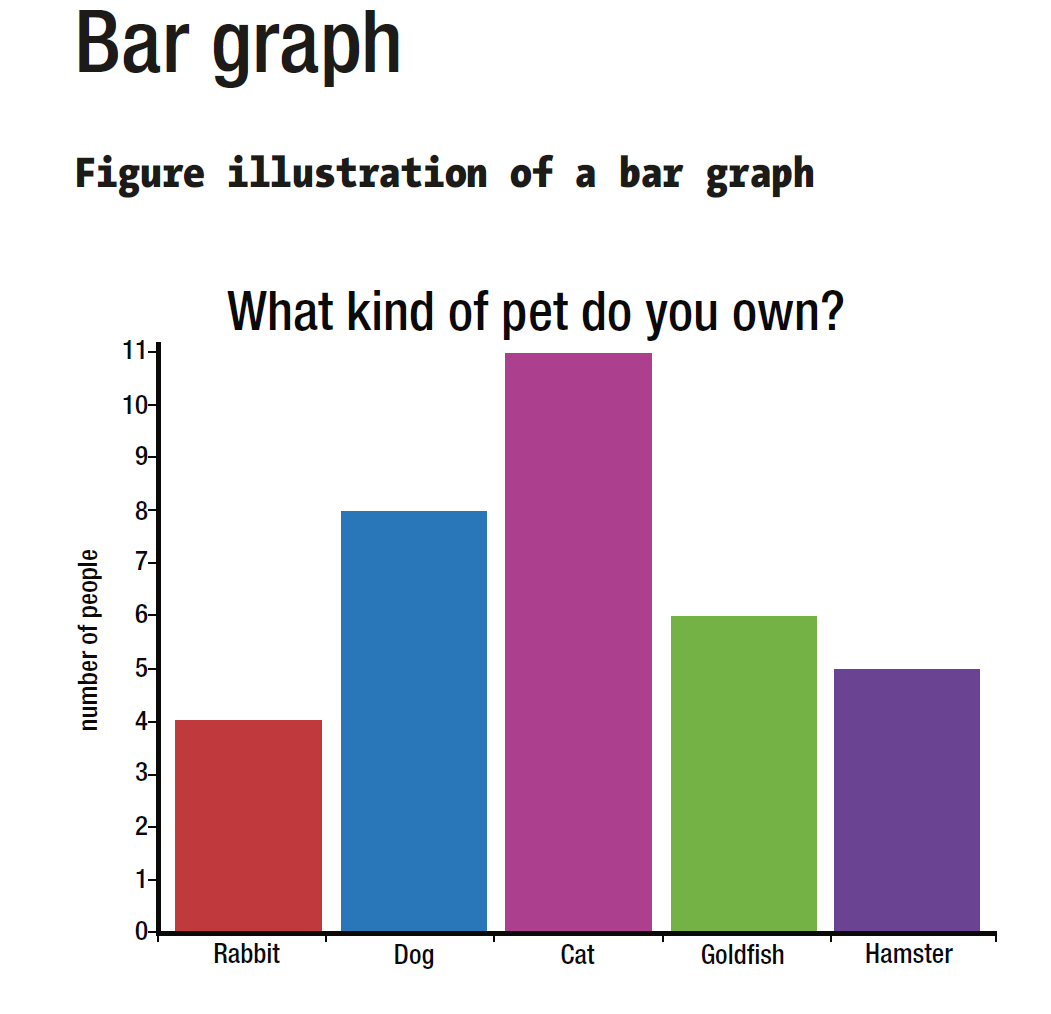 Bar graph
Figure illustration of a bar graph
What kind of pet do you own?
number of people
11
10
9
8
7
6
5
4
3
2
1
0
Rabbit Dog Cat Goldfish Hamster